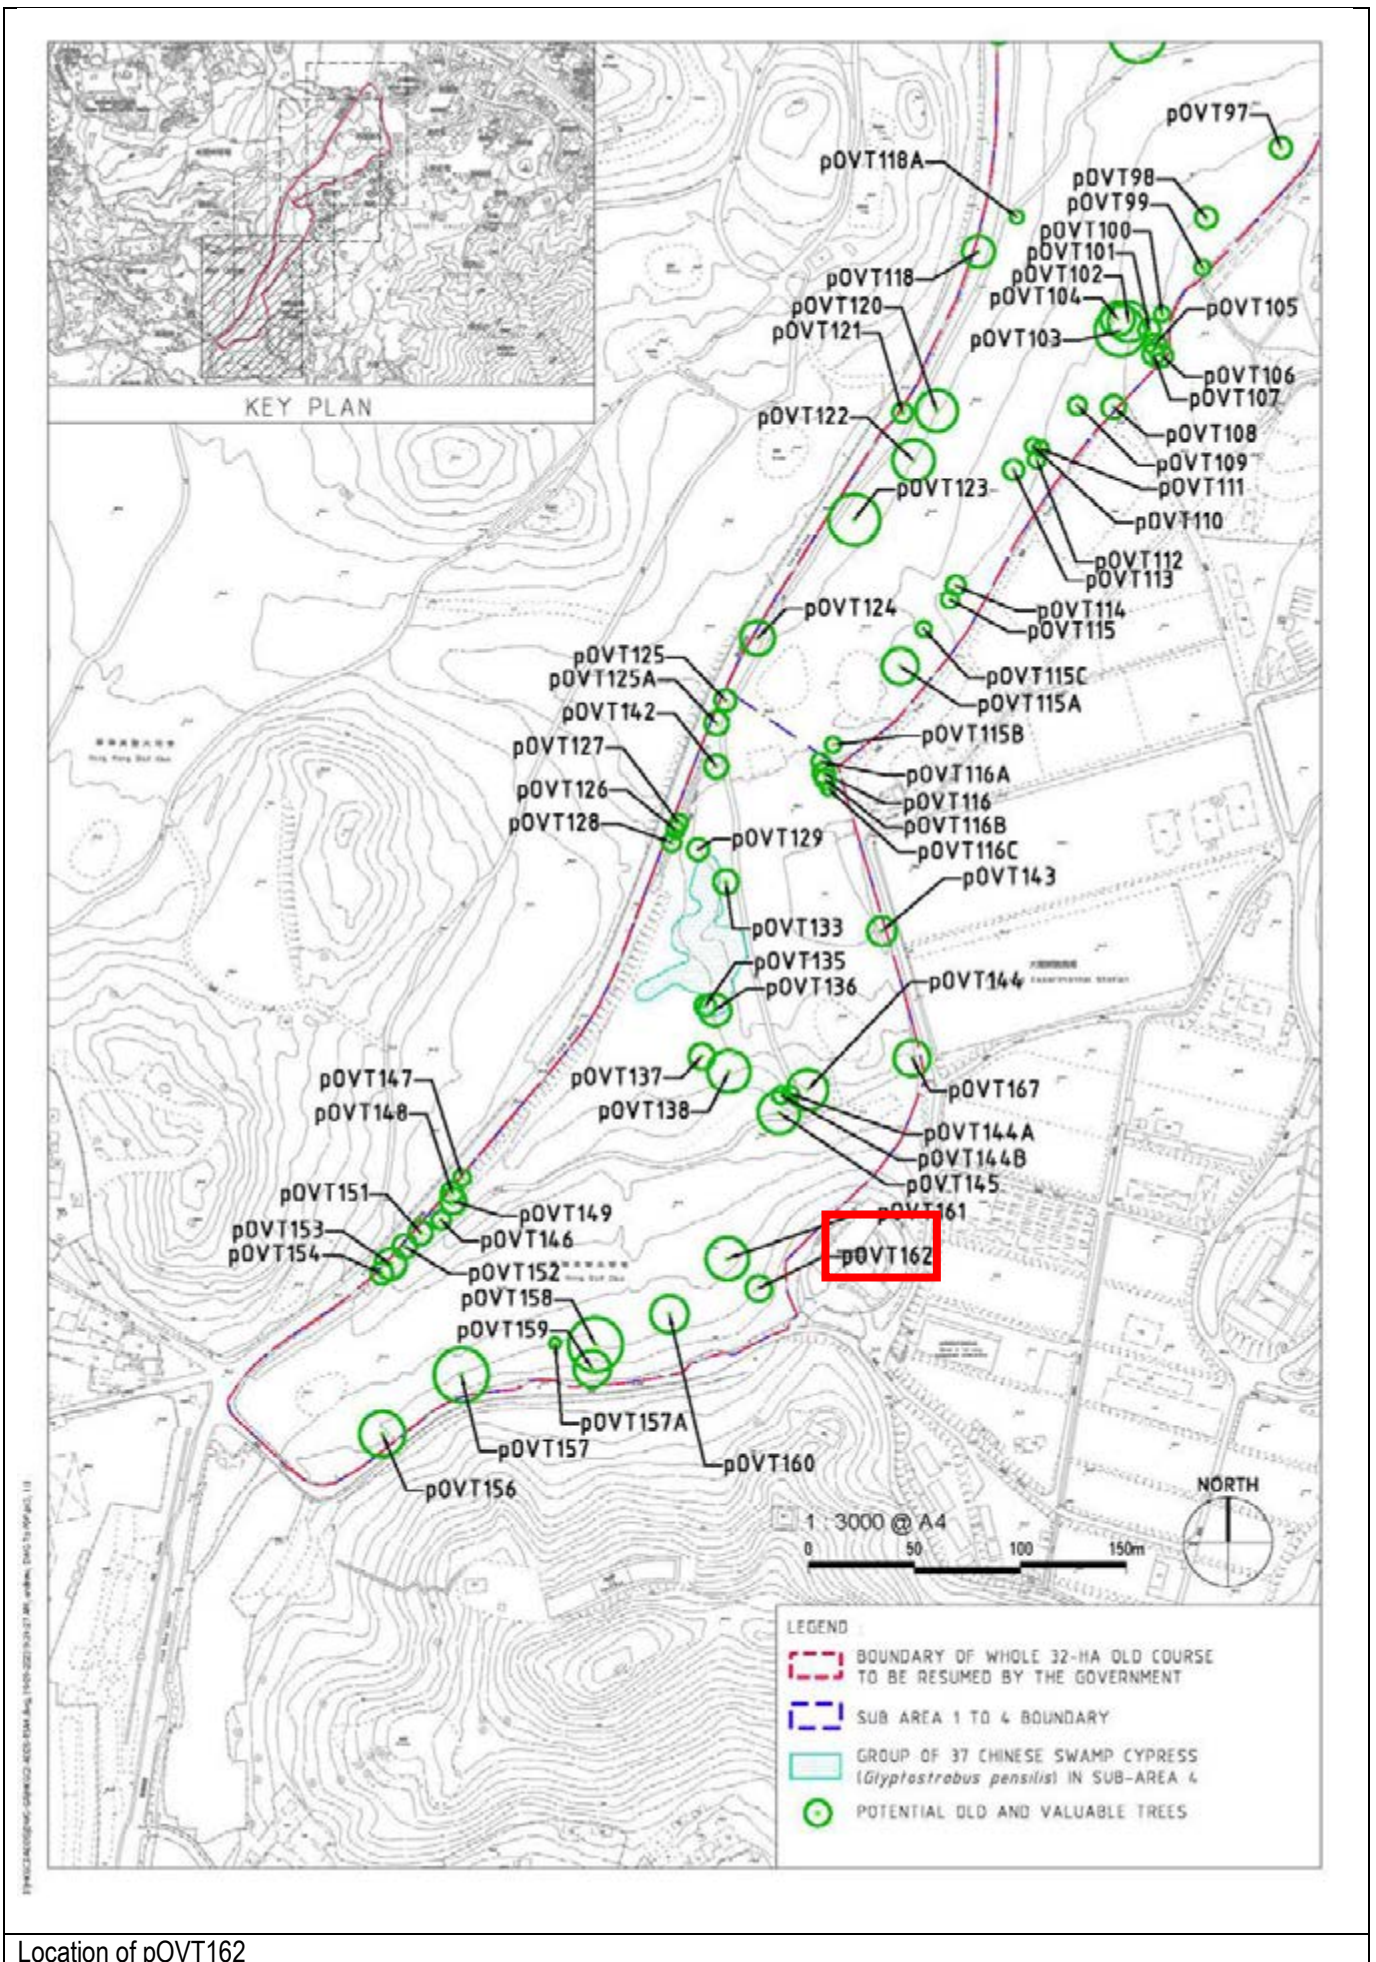 KEY PLAN
pOVT97
pOVT118A
pOVT98
pOVT99
pOVT100
pOVT101
pOVT118
pOVT102
pOVT120
pOVT104
pOVT105
pOVT121
pOVT103
pOVT106
pOVT107
pOVT122
pOVT108
pOVT109
pOVT123
pOVT111
pOVT110
pOVT112
pOVT113
pOVT124
pOVT114
pOVT115
pOVT125
pOVT125A
pOVT115C
pOVT115A
pOVT142
pOVT115B
pOVT127
pOVT116A
pOVT126
pOVT116
pOVT128
pOVT116B
pOVT129
pOVT116C
pOVT143
pOVT133
pOVT135
pOVT136
pOVT144
Experimental Station
pOVT147
pOVT137
pOVT167
pOVT148
pOVT138
pOVT144A
pOVT144B
pOVT145
pOVT151
pOVT161
pOVT149
pOVT153
pOVT146
pOVT154
pOVT162
pOVT152
pOVT158
pOVT159
pOVT157A
pOVT157
pOVT160
pOVT156
NORTH
1 : 3000 @ A4
0 50 100 150m
LEGEND :
BOUNDARY OF WHOLE 32-HA OLD COURSE
TO BE RESUMED BY THE GOVERNMENT
SUB AREA 1 TO 4 BOUNDARY
GROUP OF 37 CHINESE SWAMP CYPRESS
(Glyptostrobus pensilis) IN SUB-AREA 4
POTENTIAL OLD AND VALUABLE TREES
Location of pOVT162